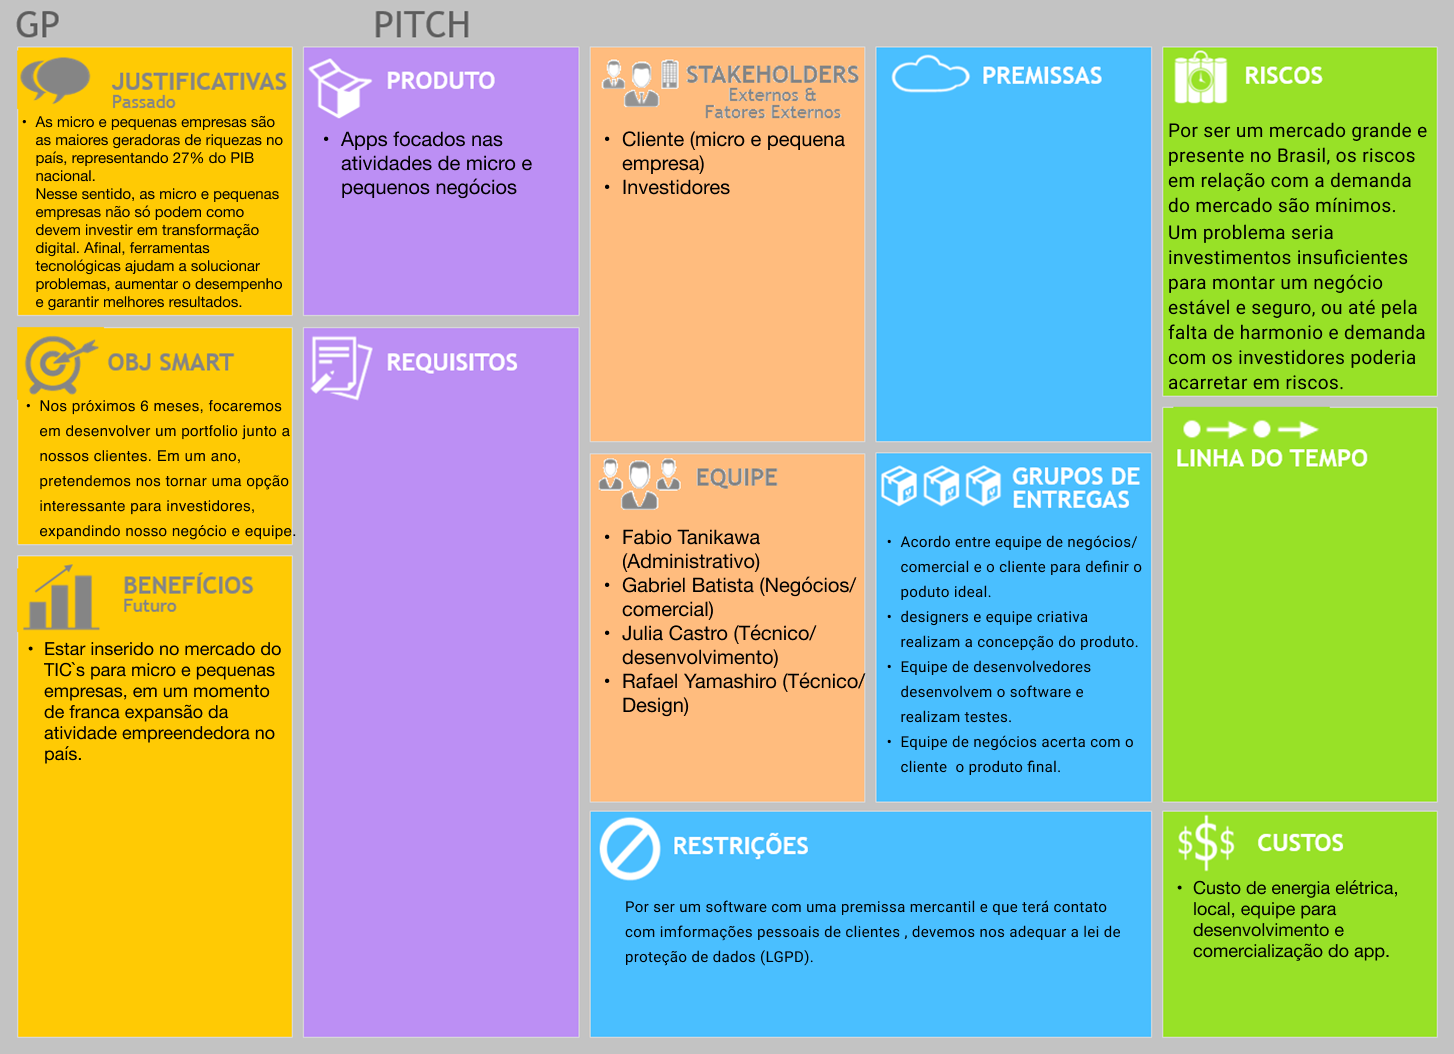 GP
PITCH
JUSTIFICATIVAS
Passado
• As micro e pequenas empresas são
as maiores geradoras de riquezas no
país, representando 27% do PIB
nacional.
Nesse sentido, as micro e pequenas
empresas não só podem como
devem investir em transformação
digital. Afinal, ferramentas
tecnológicas ajudam a solucionar
problemas, aumentar o desempenho
e garantir melhores resultados.
OBJ SMART
• Nos próximos 6 meses, focaremos
em desenvolver um portfolio junto a
nossos clientes. Em um ano,
pretendemos nos tornar uma opção
interessante para investidores,
expandindo nosso negócio e equipe.
BENEFÍCIOS
Futuro
• Estar inserido no mercado do
TIC`s para micro e pequenas
empresas, em um momento
de franca expansão da
atividade empreendedora no
país.
PRODUTO
• Apps focados nas
atividades de micro e
pequenos negócios
REQUISITOS
STAKEHOLDERS
Externos &
Fatores Externos
• Cliente (micro e pequena
empresa)
• Investidores
EQUIPE
• Fabio Tanikawa
(Administrativo)
• Gabriel Batista (Negócios/
comercial)
• Julia Castro (Técnico/
desenvolvimento)
• Rafael Yamashiro (Técnico/
Design)
PREMISSAS
GRUPOS DE
ENTREGAS
• Acordo entre equipe de negócios/
comercial e o cliente para definir o
poduto ideal.
• designers e equipe criativa
realizam a concepção do produto.
• Equipe de desenvolvedores
desenvolvem o software e
realizam testes.
• Equipe de negócios acerta com o
cliente  o produto final.
RESTRIÇÕES
Por ser um software com uma premissa mercantil e que terá contato
com imformações pessoais de clientes , devemos nos adequar a lei de
proteção de dados (LGPD).
RISCOS
Por ser um mercado grande e
presente no Brasil, os riscos
em relação com a demanda
do mercado são mínimos.
Um problema seria
investimentos insuficientes
para montar um negócio
estável e seguro, ou até pela
falta de harmonio e demanda
com os investidores poderia
acarretar em riscos.
LINHA DO TEMPO
$$$
CUSTOS
• Custo de energia elétrica,
local, equipe para
desenvolvimento e
comercialização do app.